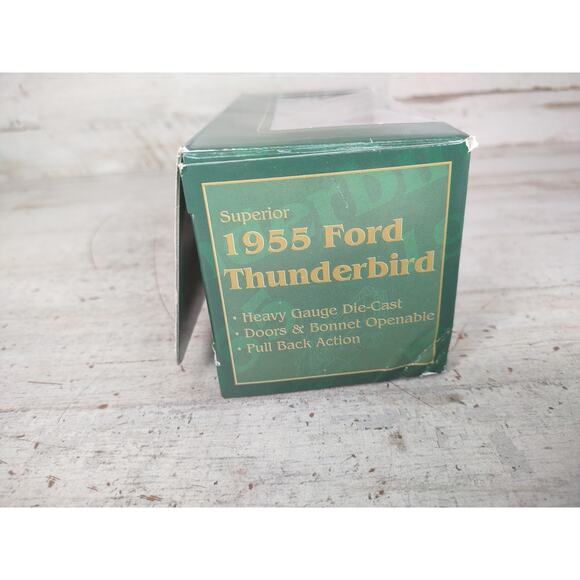 Superior
1955 Ford
Thunderbird
• Heavy Gauge Die-Cast
• Doors & Bonnet Openable
• Pull Back Action